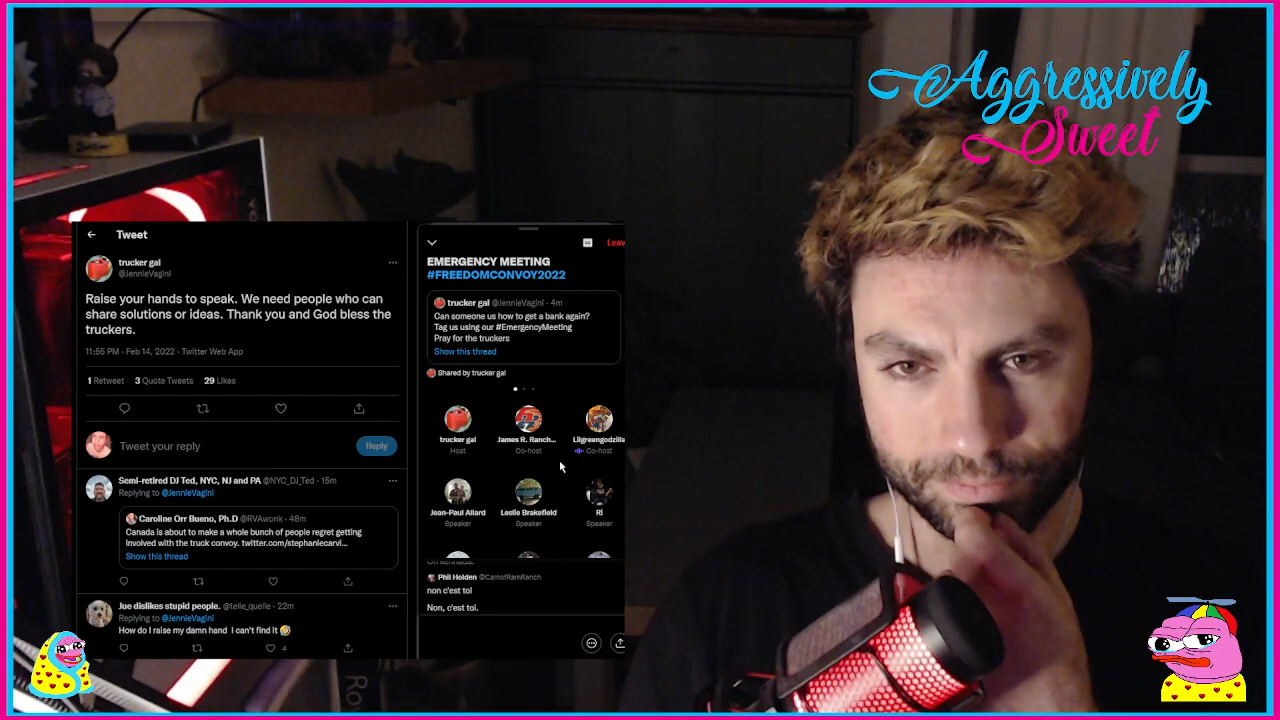 Aggressively
Sweet
Tweet
trucker gal
@JennieVagini
Raise your hands to speak. We need people who can
share solutions or ideas. Thank you and God bless the
truckers.
11:55 PM · Feb 14, 2022 · Twitter Web App
1 Retweet 3 Quote Tweets 29 Likes
Tweet your reply
Reply
Semi-retired DJ Ted, NYC, NJ and PA @NYC_DJ_Ted · 15m
Replying to @JennieVagini
Caroline Orr Bueno, Ph.D @RVAwonk · 48m
Canada is about to make a whole bunch of people regret getting
involved with the truck convoy. twitter.com/stephaniecarvi...
Show this thread
Jue dislikes stupid people. @telle_quelle · 22m
Replying to @JennieVagini
How do I raise my damn hand I can't find it 🤣
4
Leav
EMERGENCY MEETING
#FREEDOMCONVOY2022
trucker gal @JennieVagini · 4m
Can someone us how to get a bank again?
Tag us using our #EmergencyMeeting
Pray for the truckers
Show this thread
Shared by trucker gal
trucker gal James R. Ranch... Lilgreengodzilla
Host Co-host Co-host
Jean-Paul Allard Leslie Brakefield Ri
Speaker Speaker Speaker
Phil Holden @CamofRamRanch
non c'est toi
Non, c'est toi.